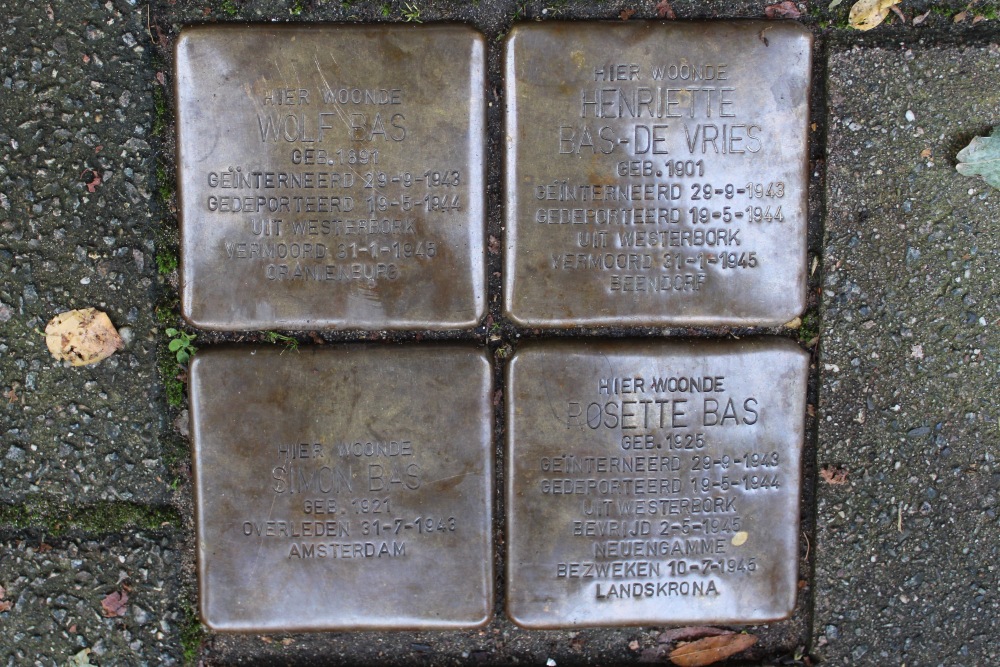 HIER WOONDE
WOLF BAS
GEB. 1891
GEÏNTERNEERD 29-9-1943
GEDEPORTEERD 19-5-1944
UIT WESTERBORK
VERMOORD 31-1-1945
ORANIENBURG
HIER WOONDE
HENRIETTE
BAS-DE VRIES
GEB. 1901
GEÏNTERNEERD 29-9-1943
GEDEPORTEERD 19-5-1944
UIT WESTERBORK
VERMOORD 31-1-1945
BEENDORF
HIER WOONDE
SIMON BAS
GEB. 1921
OVERLEDEN 31-7-1943
AMSTERDAM
HIER WOONDE
ROSETTE BAS
GEB. 1925
GEÏNTERNEERD 29-9-1943
GEDEPORTEERD 19-5-1944
UIT WESTERBORK
BEVRIJD 2-5-1945
NEUENGAMME
BEZWEKEN 10-7-1945
LANDSKRONA